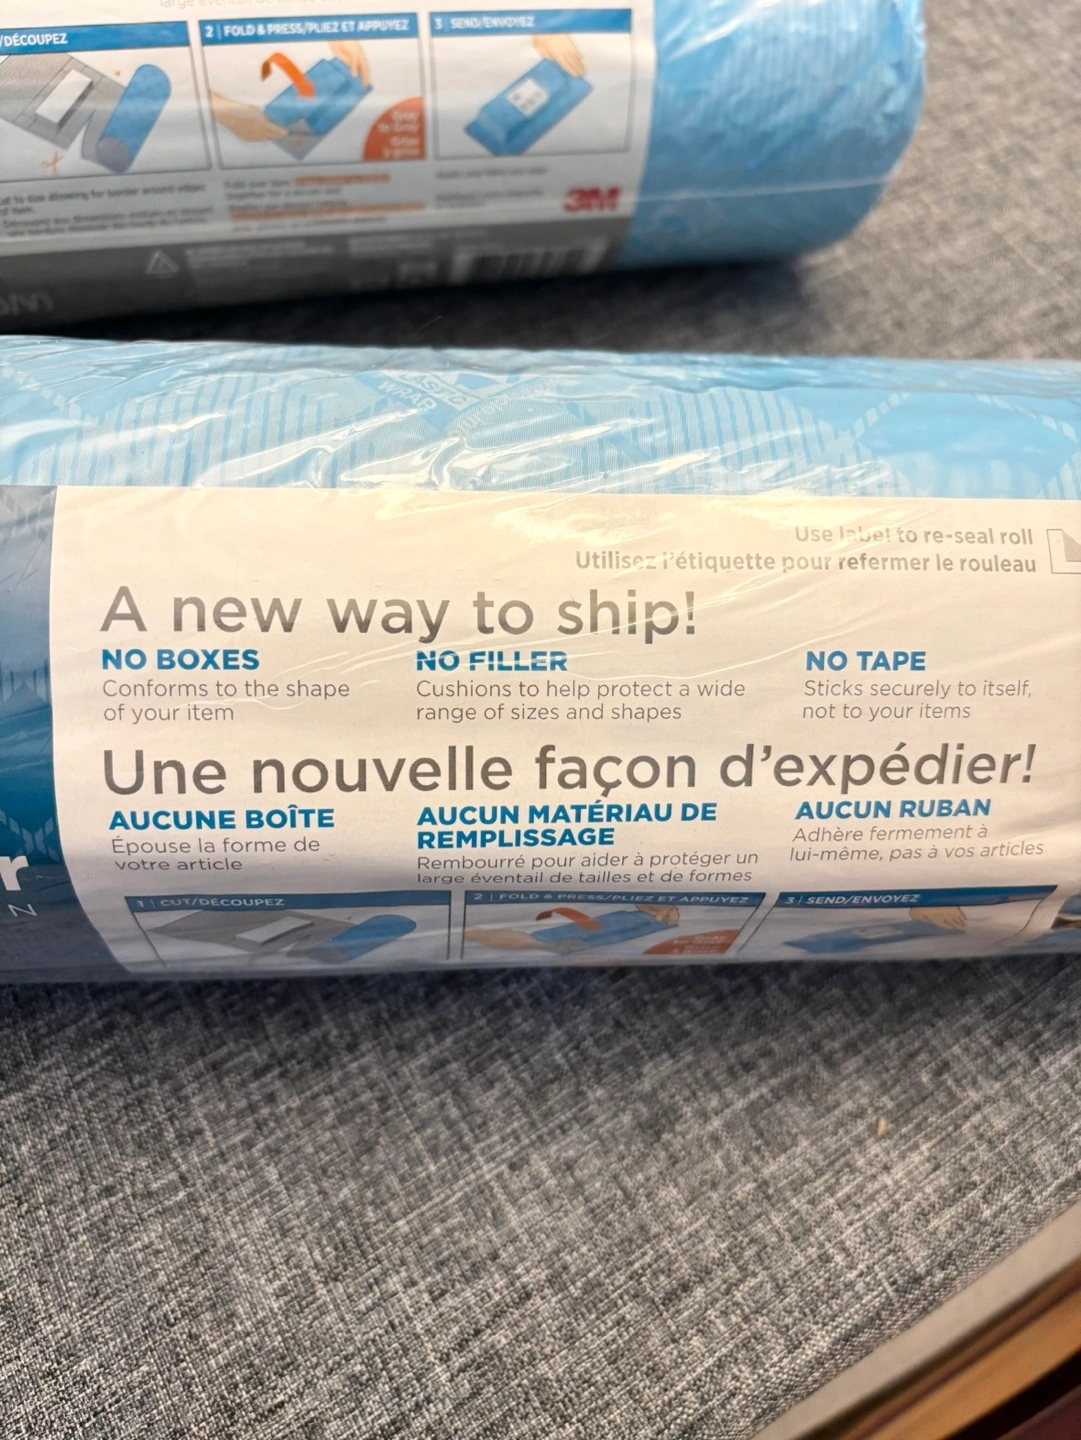 /DÉCOUPEZ
2 | FOLD & PRESS/PLIEZ ET APPUYEZ
3 | SEND/ENVOYEZ
3M
WRAP
Use label to re-seal roll
Utilisez l'étiquette pour refermer le rouleau
A new way to ship!
NO BOXES
Conforms to the shape
of your item
NO FILLER
Cushions to help protect a wide
range of sizes and shapes
NO TAPE
Sticks securely to itself,
not to your items
Une nouvelle façon d'expédier!
AUCUNE BOÎTE
Épouse la forme de
votre article
AUCUN MATÉRIAU DE
REMPLISSAGE
Rembourré pour aider à protéger un
large éventail de tailles et de formes
AUCUN RUBAN
Adhère fermement à
lui-même, pas à vos articles
r
N
1 | CUT/DÉCOUPEZ
2 | FOLD & PRESS/PLIEZ ET APPUYEZ
3 | SEND/ENVOYEZ